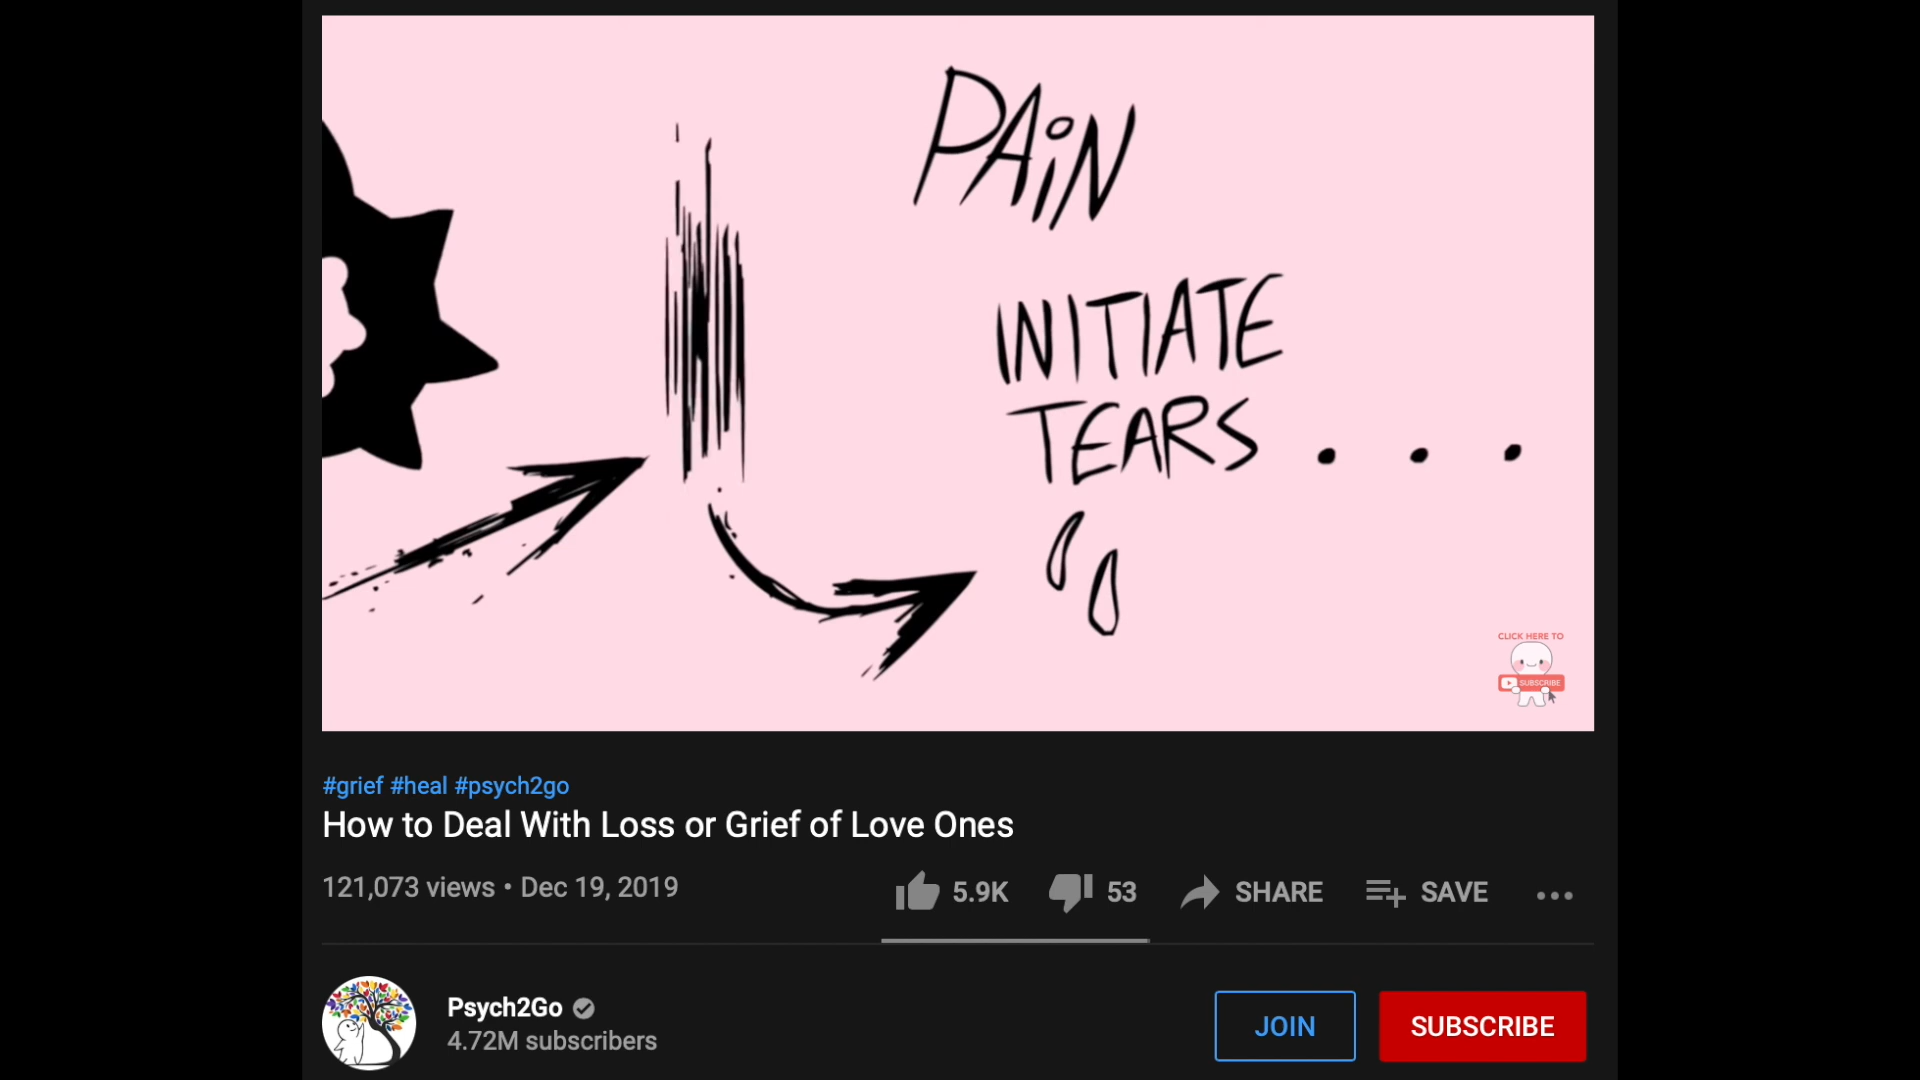 PAiN
INITIATE
TEARS . . .
CLICK HERE TO
SUBSCRIBE
#grief #heal #psych2go
How to Deal With Loss or Grief of Love Ones
121,073 views • Dec 19, 2019
5.9K
53
SHARE
SAVE
Psych2Go
4.72M subscribers
JOIN
SUBSCRIBE